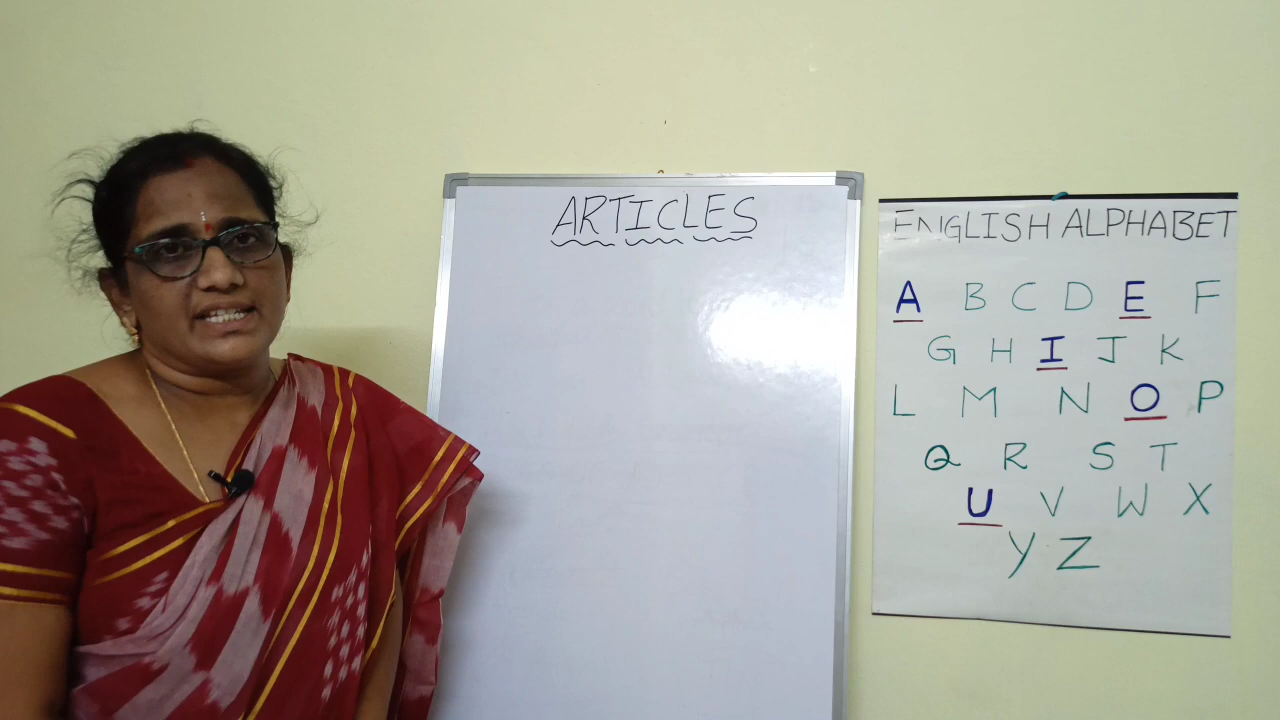 ARTICLES
ENGLISH ALPHABET
A B C D E F
G H I J K
L M N O P
Q R S T
U V W X
Y Z